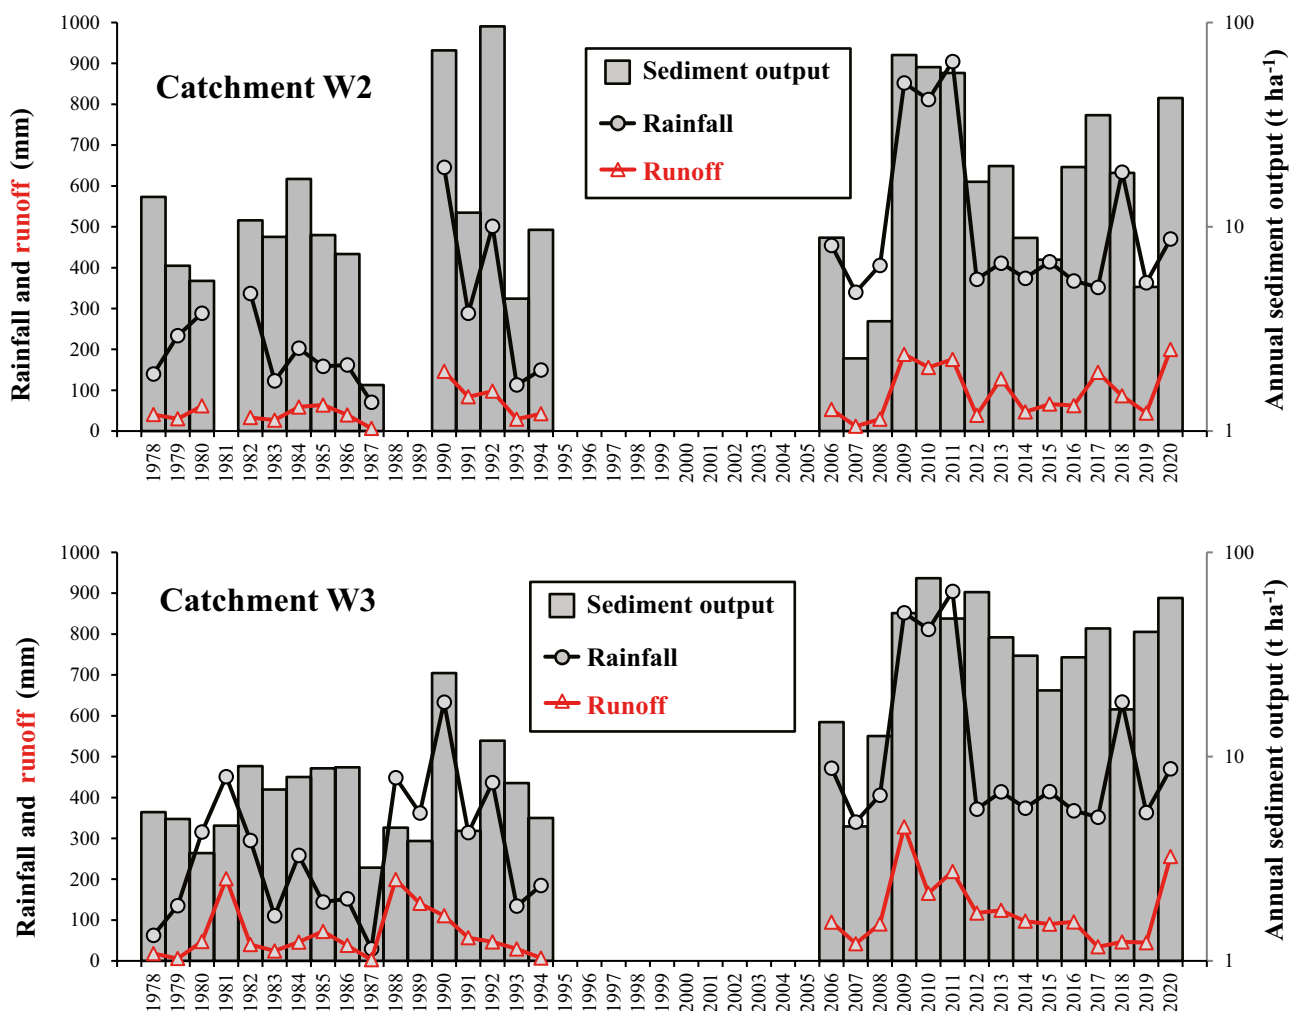 Catchment W2
Sediment output
Rainfall
Runoff
Rainfall and runoff (mm)
1000
900
800
700
600
500
400
300
200
100
0
100
10
1
Annual sediment output (t ha-1)
1978 1979 1980 1981 1982 1983 1984 1985 1986 1987 1988 1989 1990 1991 1992 1993 1994 1995 1996 1997 1998 1999 2000 2001 2002 2003 2004 2005 2006 2007 2008 2009 2010 2011 2012 2013 2014 2015 2016 2017 2018 2019 2020
Catchment W3
Sediment output
Rainfall
Runoff
Rainfall and runoff (mm)
1000
900
800
700
600
500
400
300
200
100
0
100
10
1
Annual sediment output (t ha-1)
1978 1979 1980 1981 1982 1983 1984 1985 1986 1987 1988 1989 1990 1991 1992 1993 1994 1995 1996 1997 1998 1999 2000 2001 2002 2003 2004 2005 2006 2007 2008 2009 2010 2011 2012 2013 2014 2015 2016 2017 2018 2019 2020